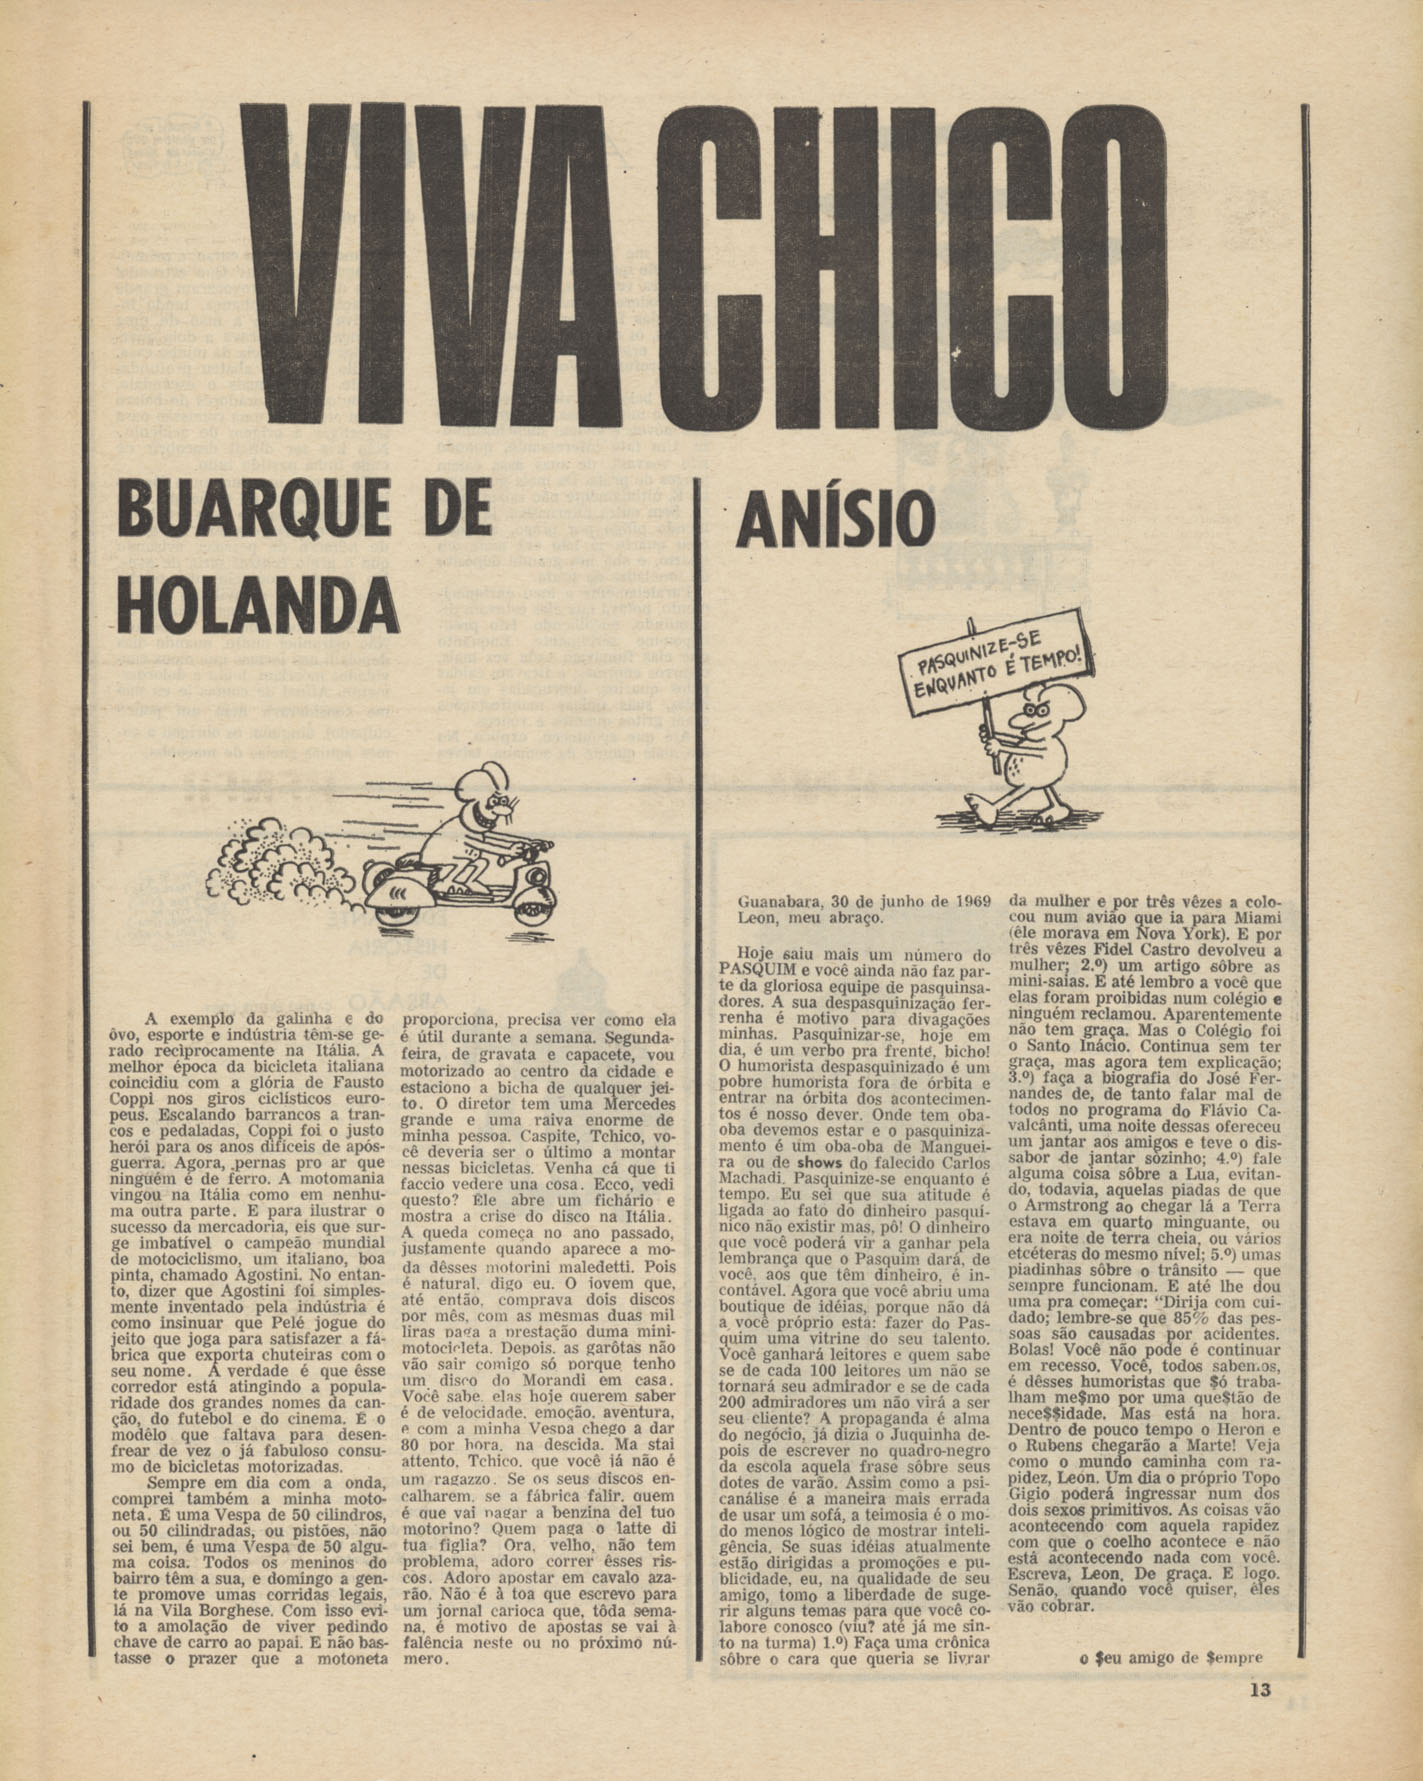 VIVA CHICO
BUARQUE DE
HOLANDA
A exemplo da galinha e do
ôvo, esporte e indústria têm-se ge-
rado recìprocamente na Itália. A
melhor época da bicicleta italiana
coincidiu com a glória de Fausto
Coppi nos giros ciclísticos euro-
peus. Escalando barrancos a tran-
cos e pedaladas, Coppi foi o justo
herói para os anos difíceis de após-
guerra. Agora, pernas pro ar que
ninguém é de ferro. A motomania
vingou na Itália como em nenhu-
ma outra parte. E para ilustrar o
sucesso da mercadoria, eis que sur-
ge imbatível o campeão mundial
de motociclismo, um italiano, boa
pinta, chamado Agostini. No entan-
to, dizer que Agostini foi simples-
mente inventado pela indústria é
como insinuar que Pelé jogue do
jeito que joga para satisfazer a fá-
brica que exporta chuteiras com o
seu nome. A verdade é que êsse
corredor está atingindo a popula-
ridade dos grandes nomes da can-
ção, do futebol e do cinema. É o
modêlo que faltava para desen-
frear de vez o já fabuloso consu-
mo de bicicletas motorizadas.
Sempre em dia com a onda,
comprei também a minha moto-
neta. É uma Vespa de 50 cilindros,
ou 50 cilindradas, ou pistões, não
sei bem, é uma Vespa de 50 algu-
ma coisa. Todos os meninos do
bairro têm a sua, e domingo a gen-
te promove umas corridas legais,
lá na Vila Borghese. Com isso evi-
to a amolação de viver pedindo
chave de carro ao papai. E não bas-
tasse o prazer que a motoneta
proporciona, precisa ver como ela
é útil durante a semana. Segunda-
feira, de gravata e capacete, vou
motorizado ao centro da cidade e
estaciono a bicha de qualquer jei-
to. O diretor tem uma Mercedes
grande e uma raiva enorme de
minha pessoa. Caspite, Tchico, vo-
cê deveria ser o último a montar
nessas bicicletas. Venha cá que ti
faccio vedere una cosa. Ecco, vedi
questo? Êle abre um fichário e
mostra a crise do disco na Itália.
A queda começa no ano passado,
justamente quando aparece a mo-
da dêsses motorini maledetti. Pois
é natural, digo eu. O jovem que,
até então, comprava dois discos
por mês, com as mesmas duas mil
liras paga a prestação duma mini-
motocicleta. Depois, as garôtas não
vão sair comigo só porque tenho
um disco do Morandi em casa.
Você sabe, elas hoje querem saber
é de velocidade, emoção, aventura,
e com a minha Vespa chego a dar
80 por hora, na descida. Ma stai
attento, Tchico, que você já não é
um ragazzo. Se os seus discos en-
calharem, se a fábrica falir, quem
é que vai pagar a benzina del tuo
motorino? Quem paga o latte di
tua figlia? Ora, velho, não tem
problema, adoro correr êsses ris-
cos. Adoro apostar em cavalo aza-
rão. Não é à toa que escrevo para
um jornal carioca que, tôda sema-
na, é motivo de apostas se vai à
falência neste ou no próximo nú-
mero.
ANÍSIO
PASQUINIZE-SE
ENQUANTO É TEMPO!
Guanabara, 30 de junho de 1969
Leon, meu abraço.
Hoje saiu mais um número do
PASQUIM e você ainda não faz par-
te da gloriosa equipe de pasquinsa-
dores. A sua despasquinização fer-
renha é motivo para divagações
minhas. Pasquinizar-se, hoje em
dia, é um verbo pra frente, bicho!
O humorista despasquinizado é um
pobre humorista fora de órbita e
entrar na órbita dos acontecimen-
tos é nosso dever. Onde tem oba-
oba devemos estar e o pasquiniza-
mento é um oba-oba de Manguei-
ra ou de shows do falecido Carlos
Machadi. Pasquinize-se enquanto é
tempo. Eu sei que sua atitude é
ligada ao fato do dinheiro pasquí-
nico não existir mas, pô! O dinheiro
que você poderá vir a ganhar pela
lembrança que o Pasquim dará, de
você, aos que têm dinheiro, é in-
contável. Agora que você abriu uma
boutique de idéias, porque não dá
a você próprio esta: fazer do Pas-
quim uma vitrine do seu talento.
Você ganhará leitores e quem sabe
se de cada 100 leitores um não se
tornará seu admirador e se de cada
200 admiradores um não virá a ser
seu cliente? A propaganda é alma
do negócio, já dizia o Juquinha de-
pois de escrever no quadro-negro
da escola aquela frase sôbre seus
dotes de varão. Assim como a psi-
canálise é a maneira mais errada
de usar um sofá, a teimosia é o mo-
do menos lógico de mostrar inteli-
gência. Se suas idéias atualmente
estão dirigidas a promoções e pu-
blicidade, eu, na qualidade de seu
amigo, tomo a liberdade de suge-
rir alguns temas para que você co-
labore conosco (viu? até já me sin-
to na turma) 1.º) Faça uma crônica
sôbre o cara que queria se livrar
da mulher e por três vêzes a colo-
cou num avião que ia para Miami
(êle morava em Nova York). E por
três vêzes Fidel Castro devolveu a
mulher; 2.º) um artigo sôbre as
mini-saias. E até lembro a você que
elas foram proibidas num colégio e
ninguém reclamou. Aparentemente
não tem graça. Mas o Colégio foi
o Santo Inácio. Continua sem ter
graça, mas agora tem explicação;
3.º) faça a biografia do José Fer-
nandes de, de tanto falar mal de
todos no programa do Flávio Ca-
valcânti, uma noite dessas ofereceu
um jantar aos amigos e teve o dis-
sabor de jantar sòzinho; 4.º) fale
alguma coisa sôbre a Lua, evitan-
do, todavia, aquelas piadas de que
o Armstrong ao chegar lá a Terra
estava em quarto minguante, ou
era noite de terra cheia, ou vários
etcéteras do mesmo nível; 5.º) umas
piadinhas sôbre o trânsito — que
sempre funcionam. E até lhe dou
uma pra começar: "Dirija com cui-
dado; lembre-se que 85% das pes-
soas são causadas por acidentes.
Bolas! Você não pode é continuar
em recesso. Você, todos sabemos,
é dêsses humoristas que $ó traba-
lham me$mo por uma que$tão de
nece$$idade. Mas está na hora.
Dentro de pouco tempo o Heron e
o Rubens chegarão a Marte! Veja
como o mundo caminha com ra-
pidez, Leon. Um dia o próprio Topo
Gigio poderá ingressar num dos
dois sexos primitivos. As coisas vão
acontecendo com aquela rapidez
com que o coelho acontece e não
está acontecendo nada com você.
Escreva, Leon. De graça. E logo.
Senão, quando você quiser, êles
vão cobrar.
o $eu amigo de $empre
13